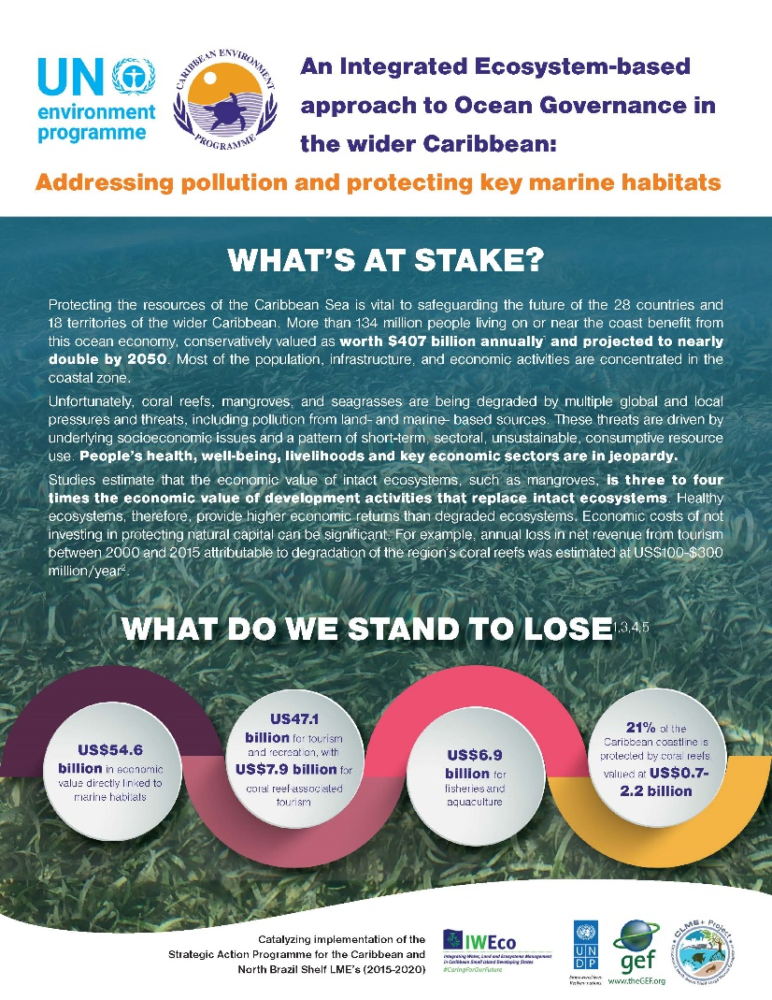 UN
environment
programme
CARIBBEAN ENVIRONMENT
PROGRAMME
An Integrated Ecosystem-based
approach to Ocean Governance in
the wider Caribbean:
Addressing pollution and protecting key marine habitats
WHAT'S AT STAKE?
Protecting the resources of the Caribbean Sea is vital to safeguarding the future of the 28 countries and
18 territories of the wider Caribbean. More than 134 million people living on or near the coast benefit from
this ocean economy, conservatively valued as worth $407 billion annually¹ and projected to nearly
double by 2050. Most of the population, infrastructure, and economic activities are concentrated in the
coastal zone.
Unfortunately, coral reefs, mangroves, and seagrasses are being degraded by multiple global and local
pressures and threats, including pollution from land- and marine- based sources. These threats are driven by
underlying socioeconomic issues and a pattern of short-term, sectoral, unsustainable, consumptive resource
use. People's health, well-being, livelihoods and key economic sectors are in jeopardy.
Studies estimate that the economic value of intact ecosystems, such as mangroves, is three to four
times the economic value of development activities that replace intact ecosystems. Healthy
ecosystems, therefore, provide higher economic returns than degraded ecosystems. Economic costs of not
investing in protecting natural capital can be significant. For example, annual loss in net revenue from tourism
between 2000 and 2015 attributable to degradation of the region's coral reefs was estimated at US$100-$300
million/year².
WHAT DO WE STAND TO LOSE1,3,4,5
US$54.6
billion in economic
value directly linked to
marine habitats
US47.1
billion for tourism
and recreation, with
US$7.9 billion for
coral reef-associated
tourism
US$6.9
billion for
fisheries and
aquaculture
21% of the
Caribbean coastline is
protected by coral reefs,
valued at US$0.7-
2.2 billion
Catalyzing implementation of the
Strategic Action Programme for the Caribbean and
North Brazil Shelf LME's (2015-2020)
IWEco
Integrating Water, Land and Ecosystems Management
in Caribbean Small Island Developing States
#CaringForOurFuture
U N
D P
Empowered lives.
Resilient nations.
gef
www.theGEF.org
CLME+ Project